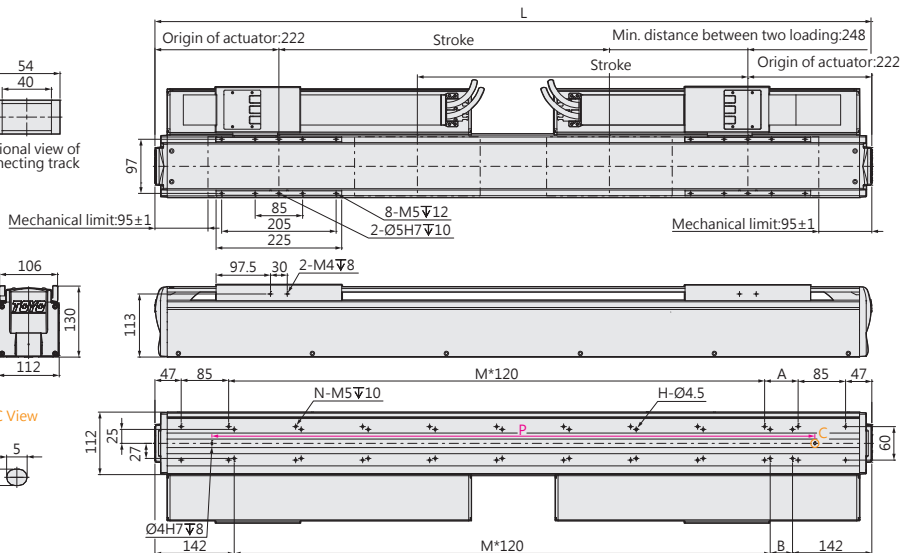 L
Origin of actuator:222
Stroke
Min. distance between two loading:248
Stroke
Origin of actuator:222
54
40
ional view of
necting track
97
Mechanical limit:95±1
85
205
225
8-M5↧12
2-Ø5H7↧10
Mechanical limit:95±1
106
TOYO
130
112
97.5
30
2-M4↧8
113
47
85
M*120
A
85
47
N-M5↧10
H-Ø4.5
View
5
112
25
27
P
C
60
Ø4H7↧8
142
M*120
B
142